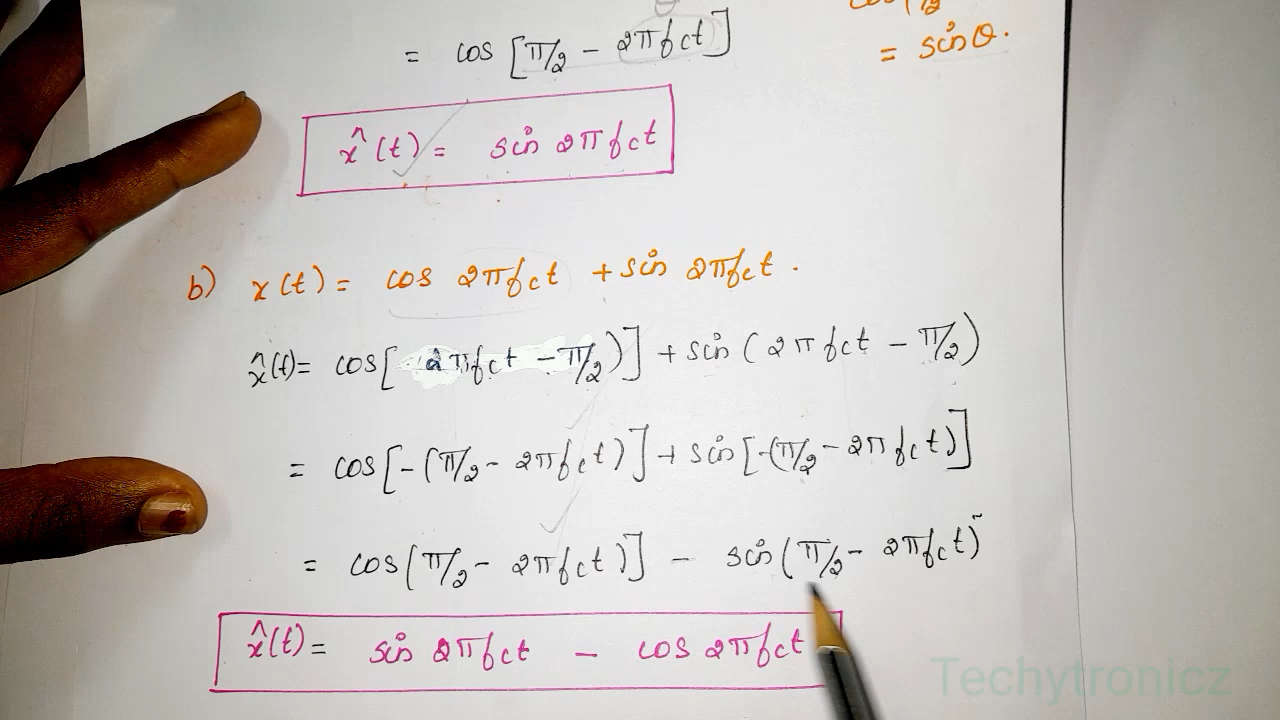 = cos [π/2 - 2πfct]
= sinθ.
x̂(t) = sin 2πfct
b) x(t) = cos 2πfct + sin 2πfct.
x̂(t) = cos[ 2πfct - π/2)] + sin (2πfct - π/2)
= cos[-(π/2 - 2πfct)] + sin[-(π/2 - 2πfct)]
= cos(π/2 - 2πfct)] - sin(π/2 - 2πfct)
x̂(t) = sin 2πfct - cos 2πfct
Techytronicz